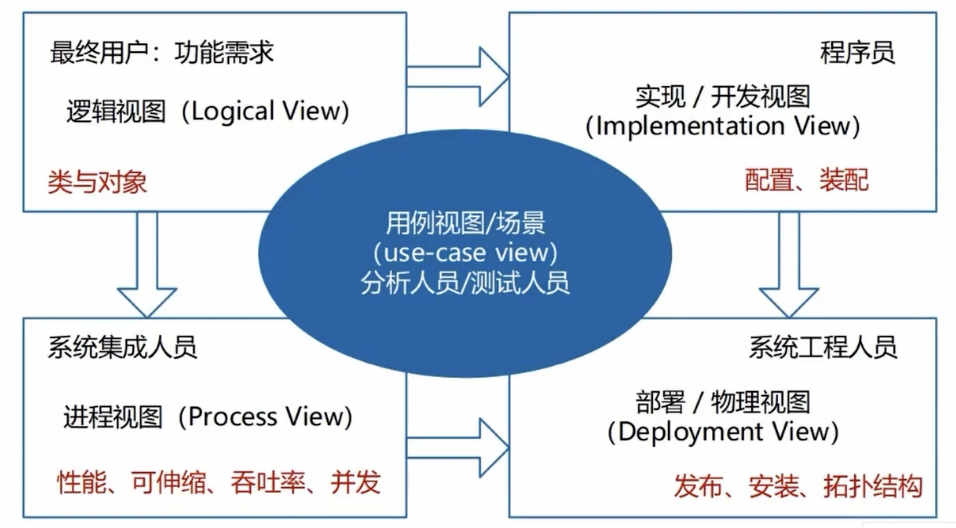 最终用户：功能需求
逻辑视图（Logical View）
类与对象
程序员
实现 / 开发视图
（Implementation View）
配置、装配
用例视图/场景
（use-case view）
分析人员/测试人员
系统集成人员
进程视图（Process View）
性能、可伸缩、吞吐率、并发
系统工程人员
部署 / 物理视图
（Deployment View）
发布、安装、拓扑结构